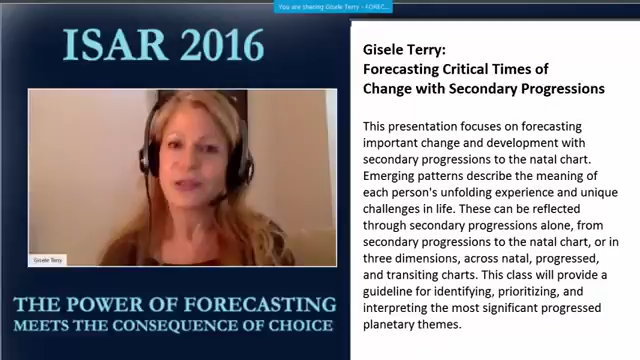 You are sharing Gisele Terry - FOREC...
ISAR 2016
Gisele Terry
THE POWER OF FORECASTING
MEETS THE CONSEQUENCE OF CHOICE
Gisele Terry:
Forecasting Critical Times of
Change with Secondary Progressions
This presentation focuses on forecasting
important change and development with
secondary progressions to the natal chart.
Emerging patterns describe the meaning of
each person's unfolding experience and unique
challenges in life. These can be reflected
through secondary progressions alone, from
secondary progressions to the natal chart, or in
three dimensions, across natal, progressed,
and transiting charts. This class will provide a
guideline for identifying, prioritizing, and
interpreting the most significant progressed
planetary themes.